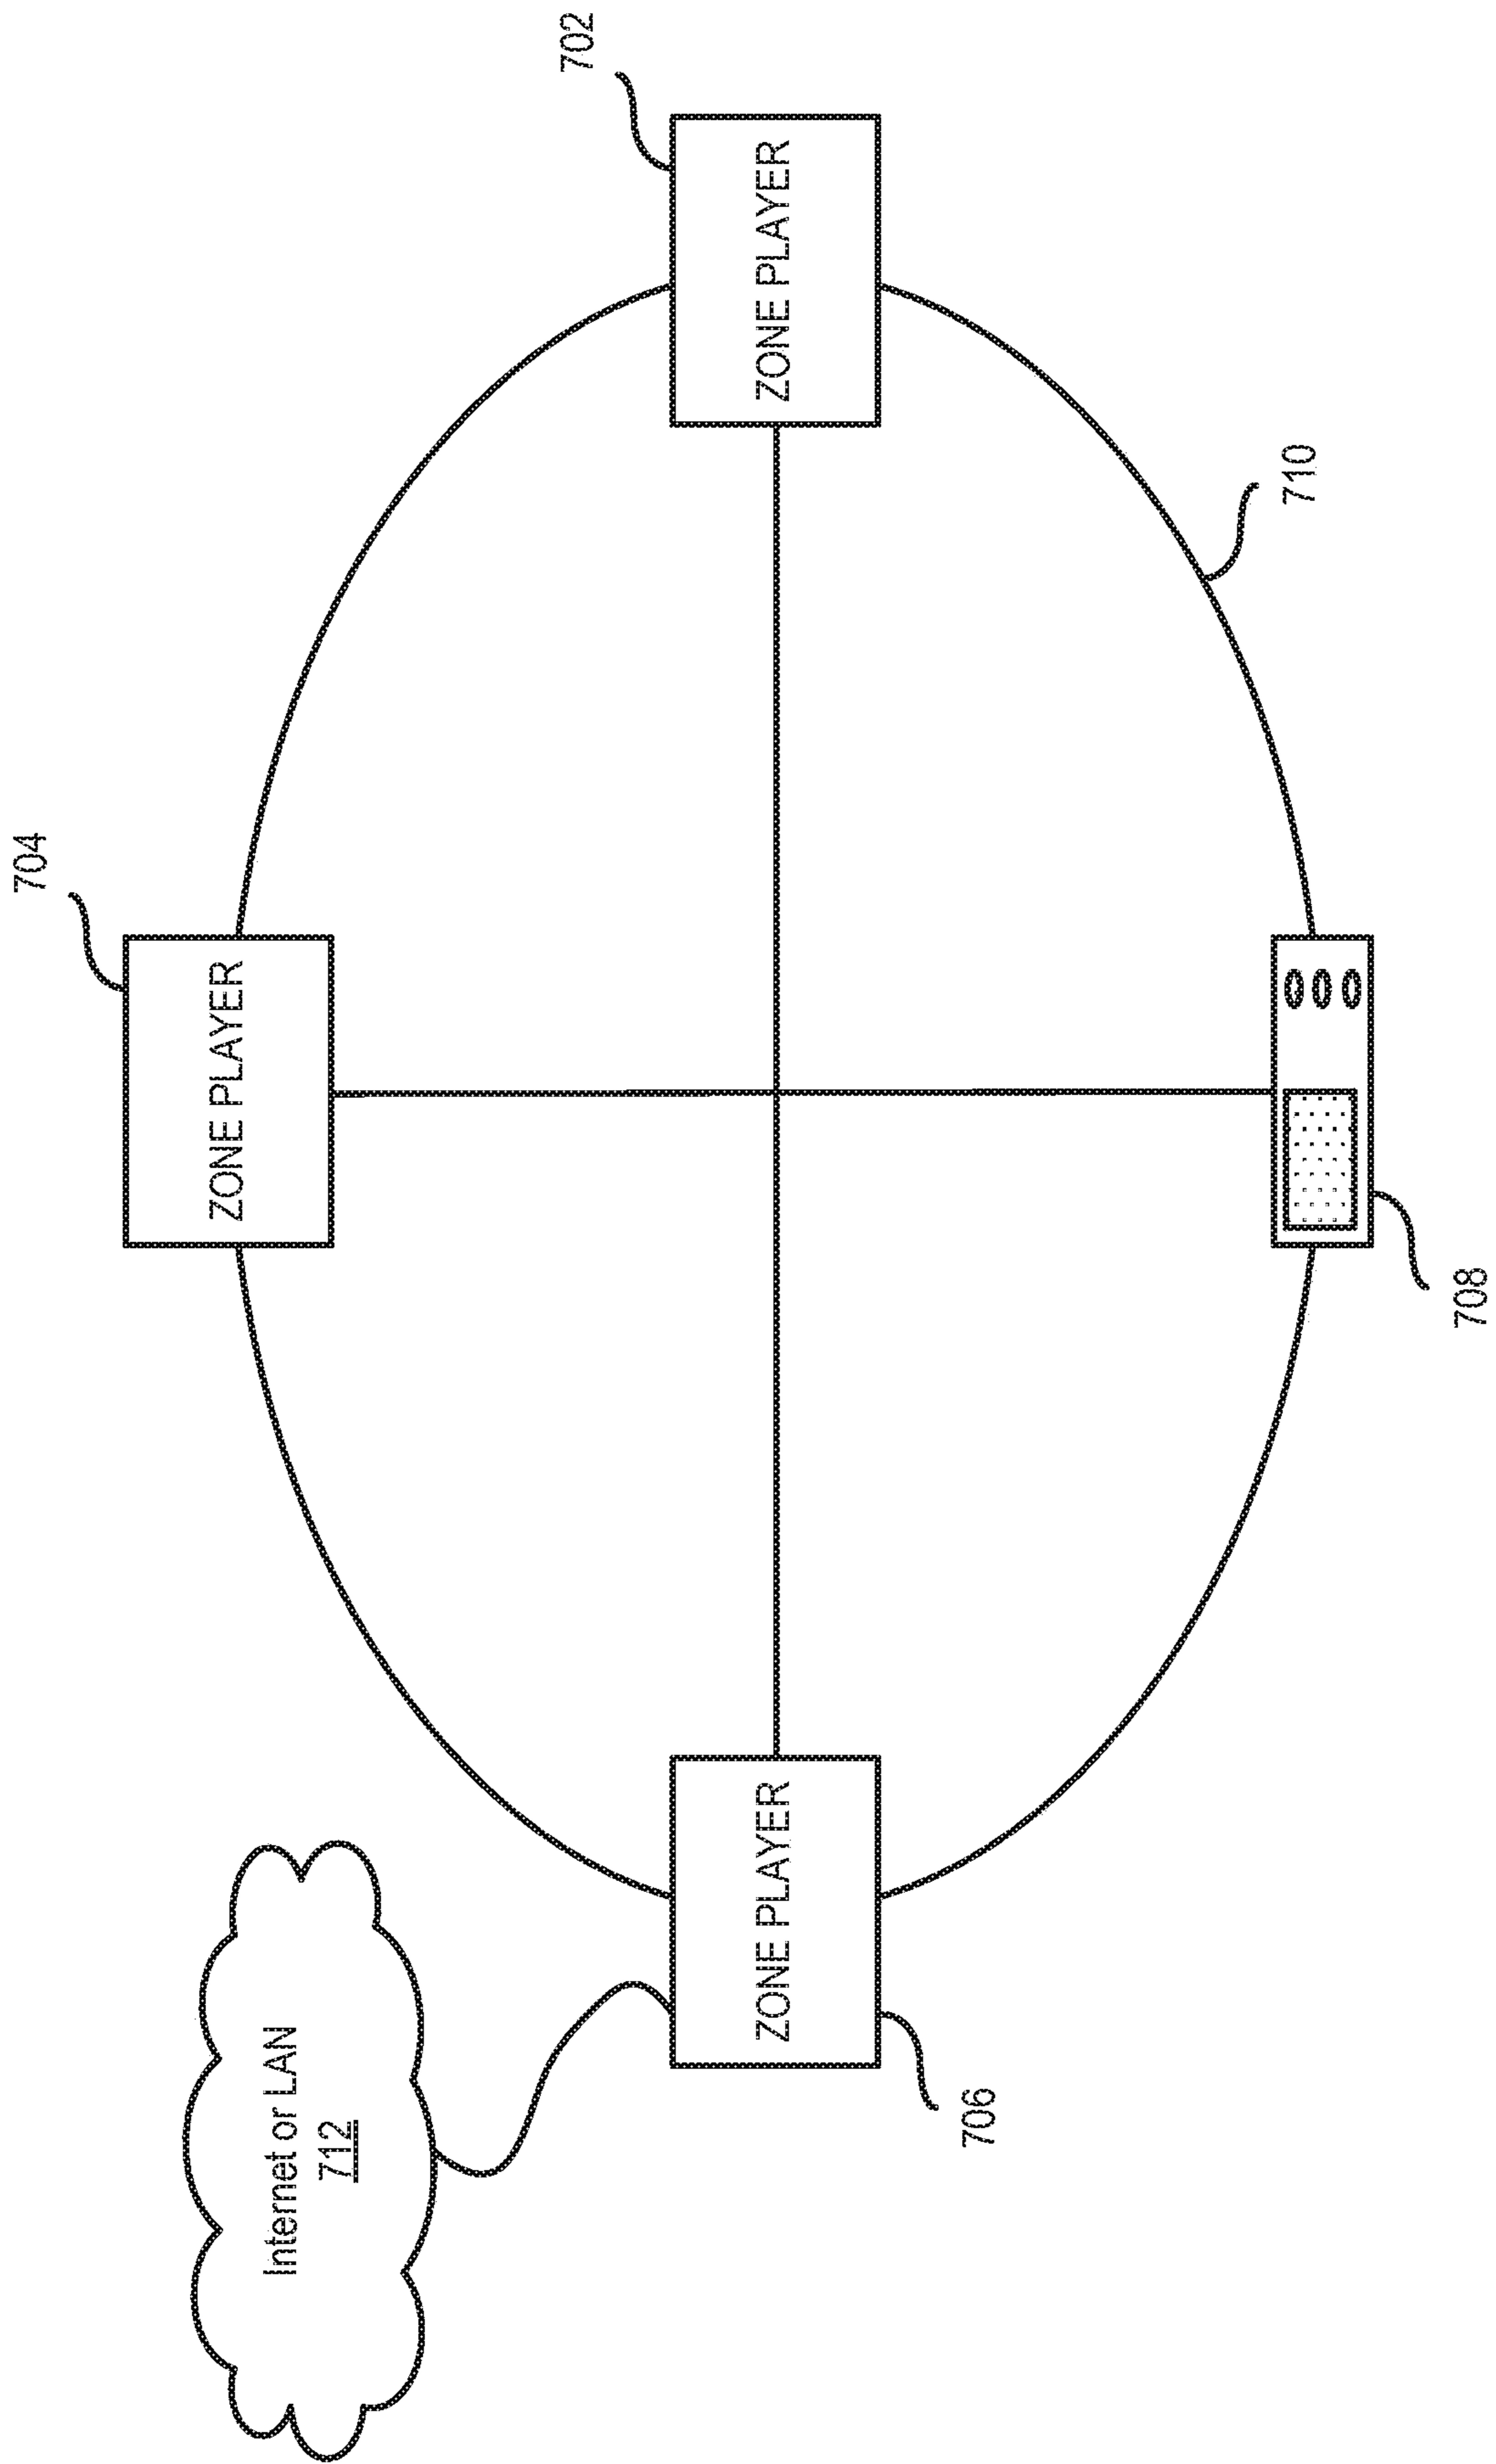 704
ZONE PLAYER
Internet or LAN
712
702
ZONE PLAYER
ZONE PLAYER
706
710
708